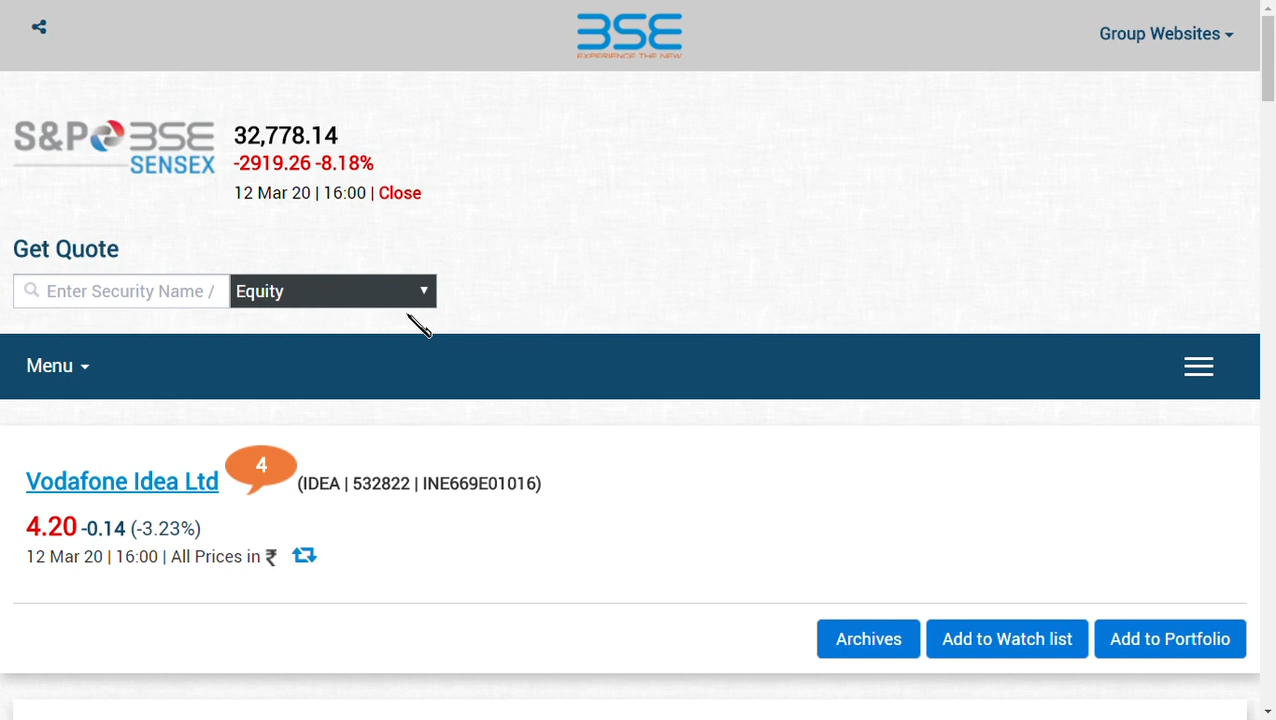 BSE
EXPERIENCE THE NEW
Group Websites
S&P BSE
SENSEX
32,778.14
-2919.26 -8.18%
12 Mar 20 | 16:00 | Close
Get Quote
Enter Security Name /
Equity
Menu
Vodafone Idea Ltd 4 (IDEA | 532822 | INE669E01016)
4.20 -0.14 (-3.23%)
12 Mar 20 | 16:00 | All Prices in ₹
Archives Add to Watch list Add to Portfolio